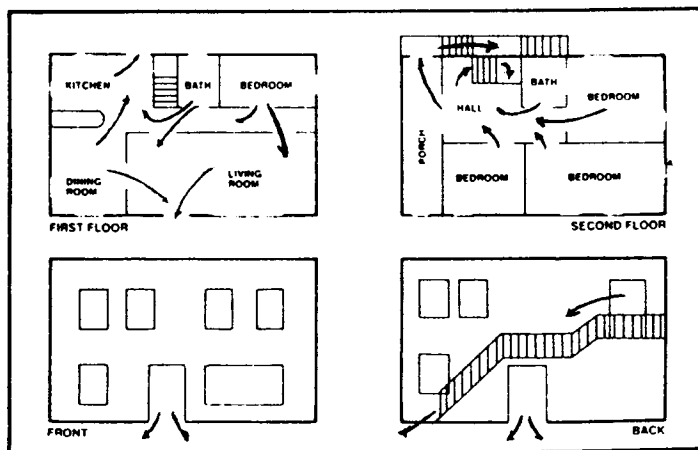 KITCHEN
BATH
BEDROOM
DINING
ROOM
LIVING
ROOM
FIRST FLOOR
BATH
HALL
BEDROOM
PORCH
BEDROOM
BEDROOM
SECOND FLOOR
FRONT
BACK